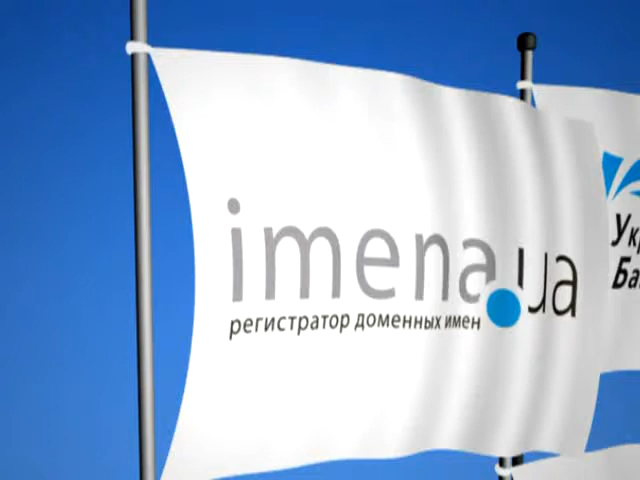 imena.ua
регистратор доменных имен